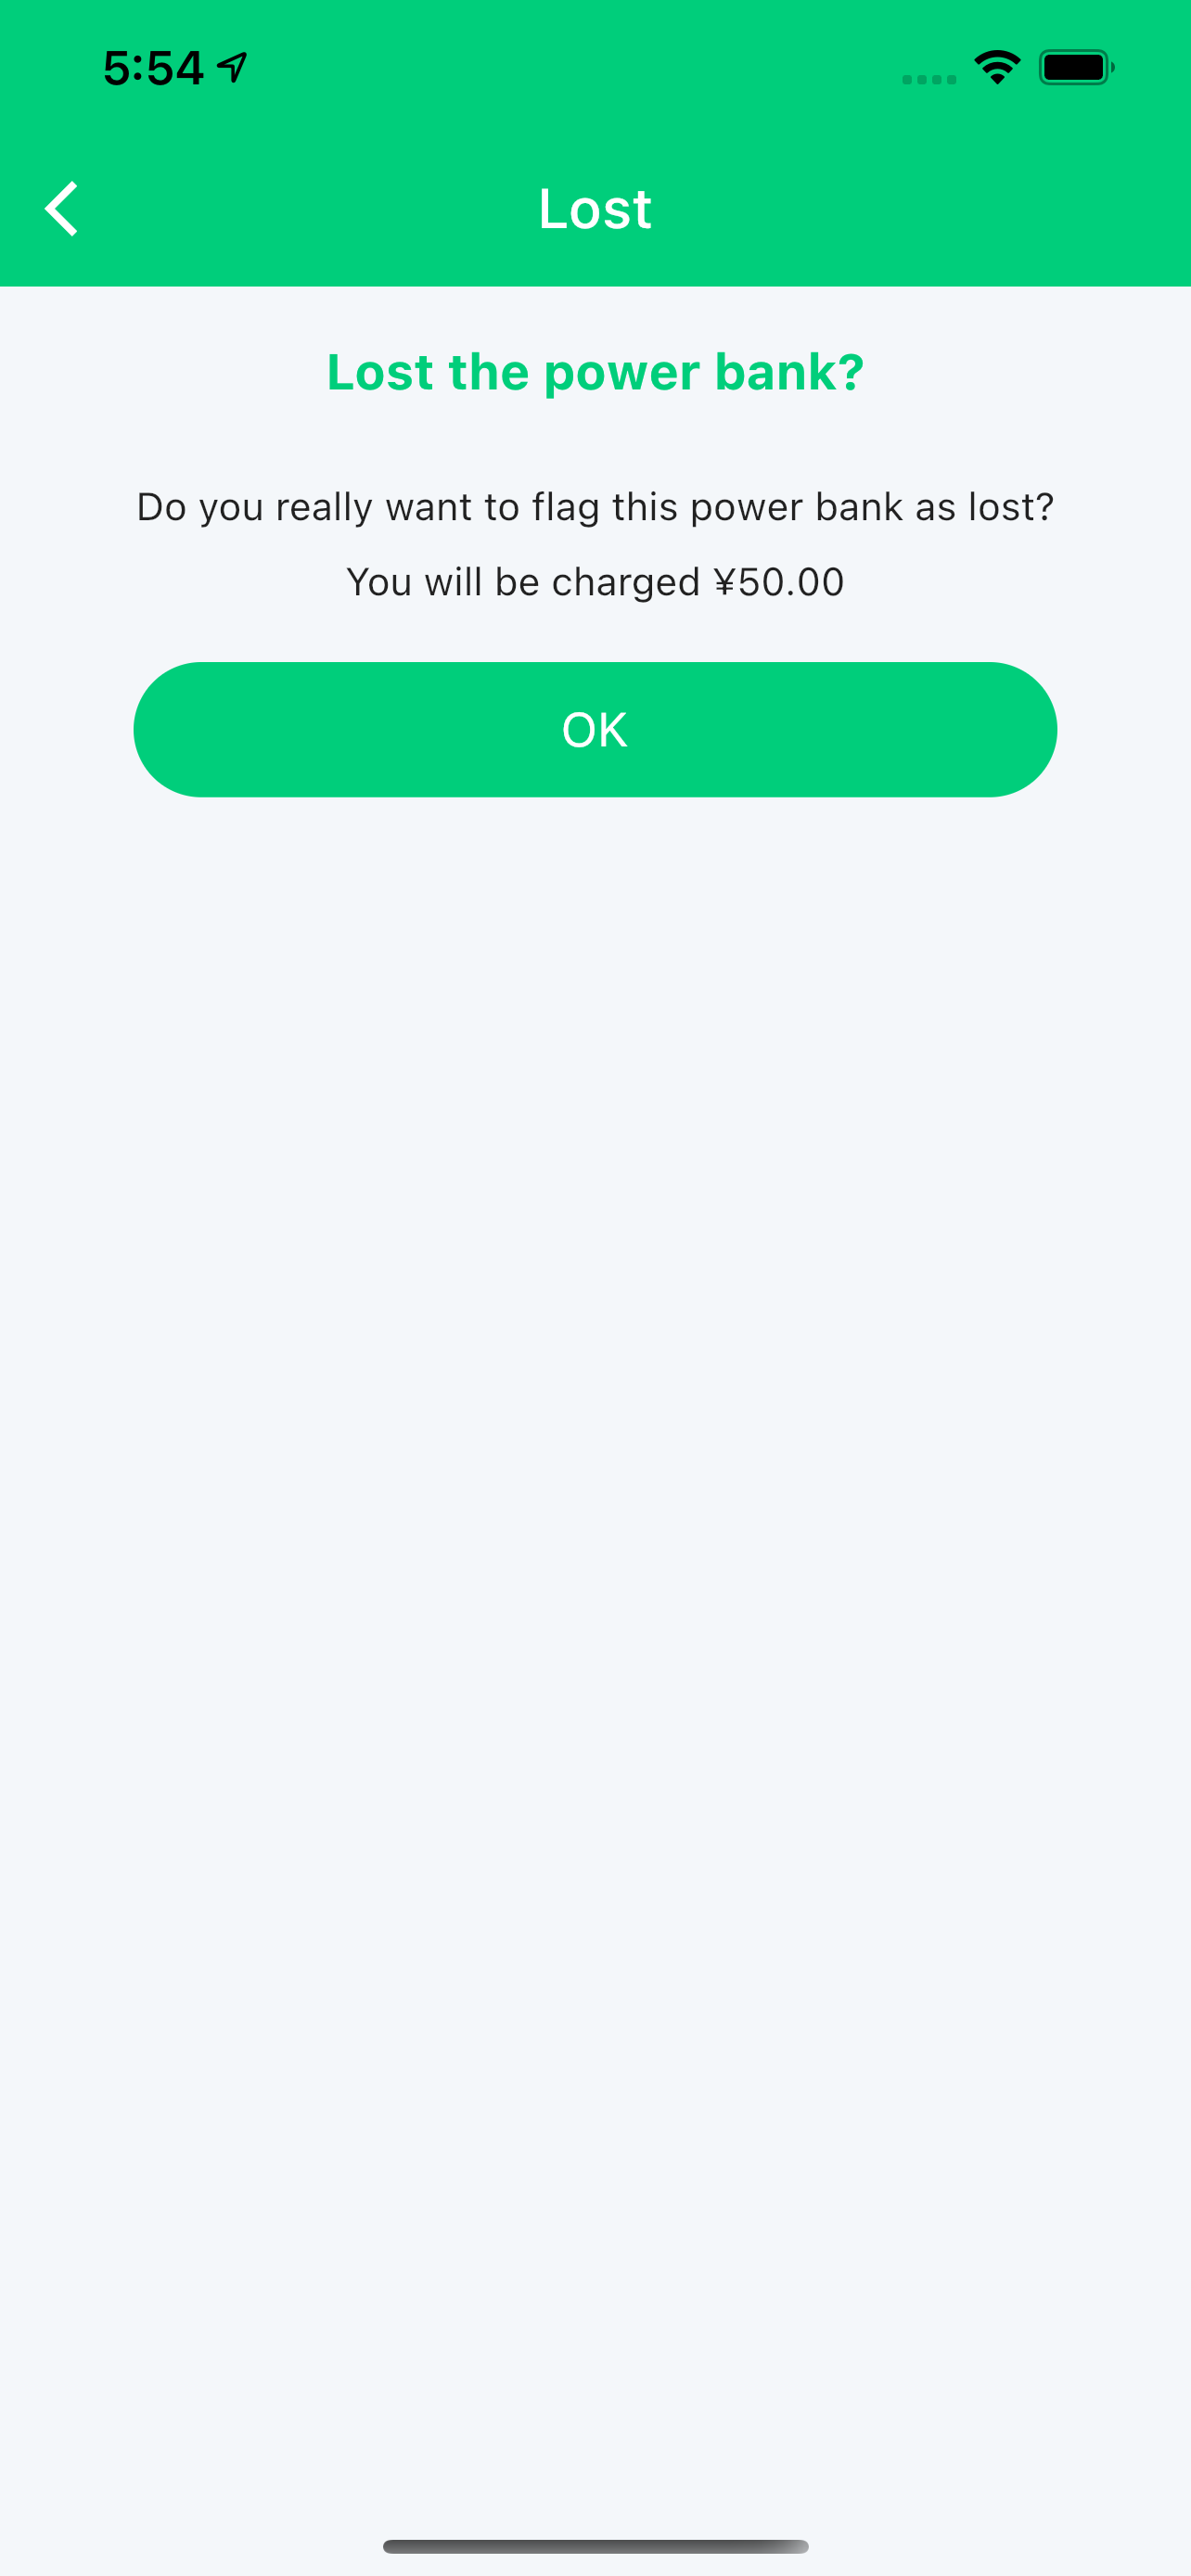 5:54
Lost
Lost the power bank?
Do you really want to flag this power bank as lost?
You will be charged ¥50.00
OK